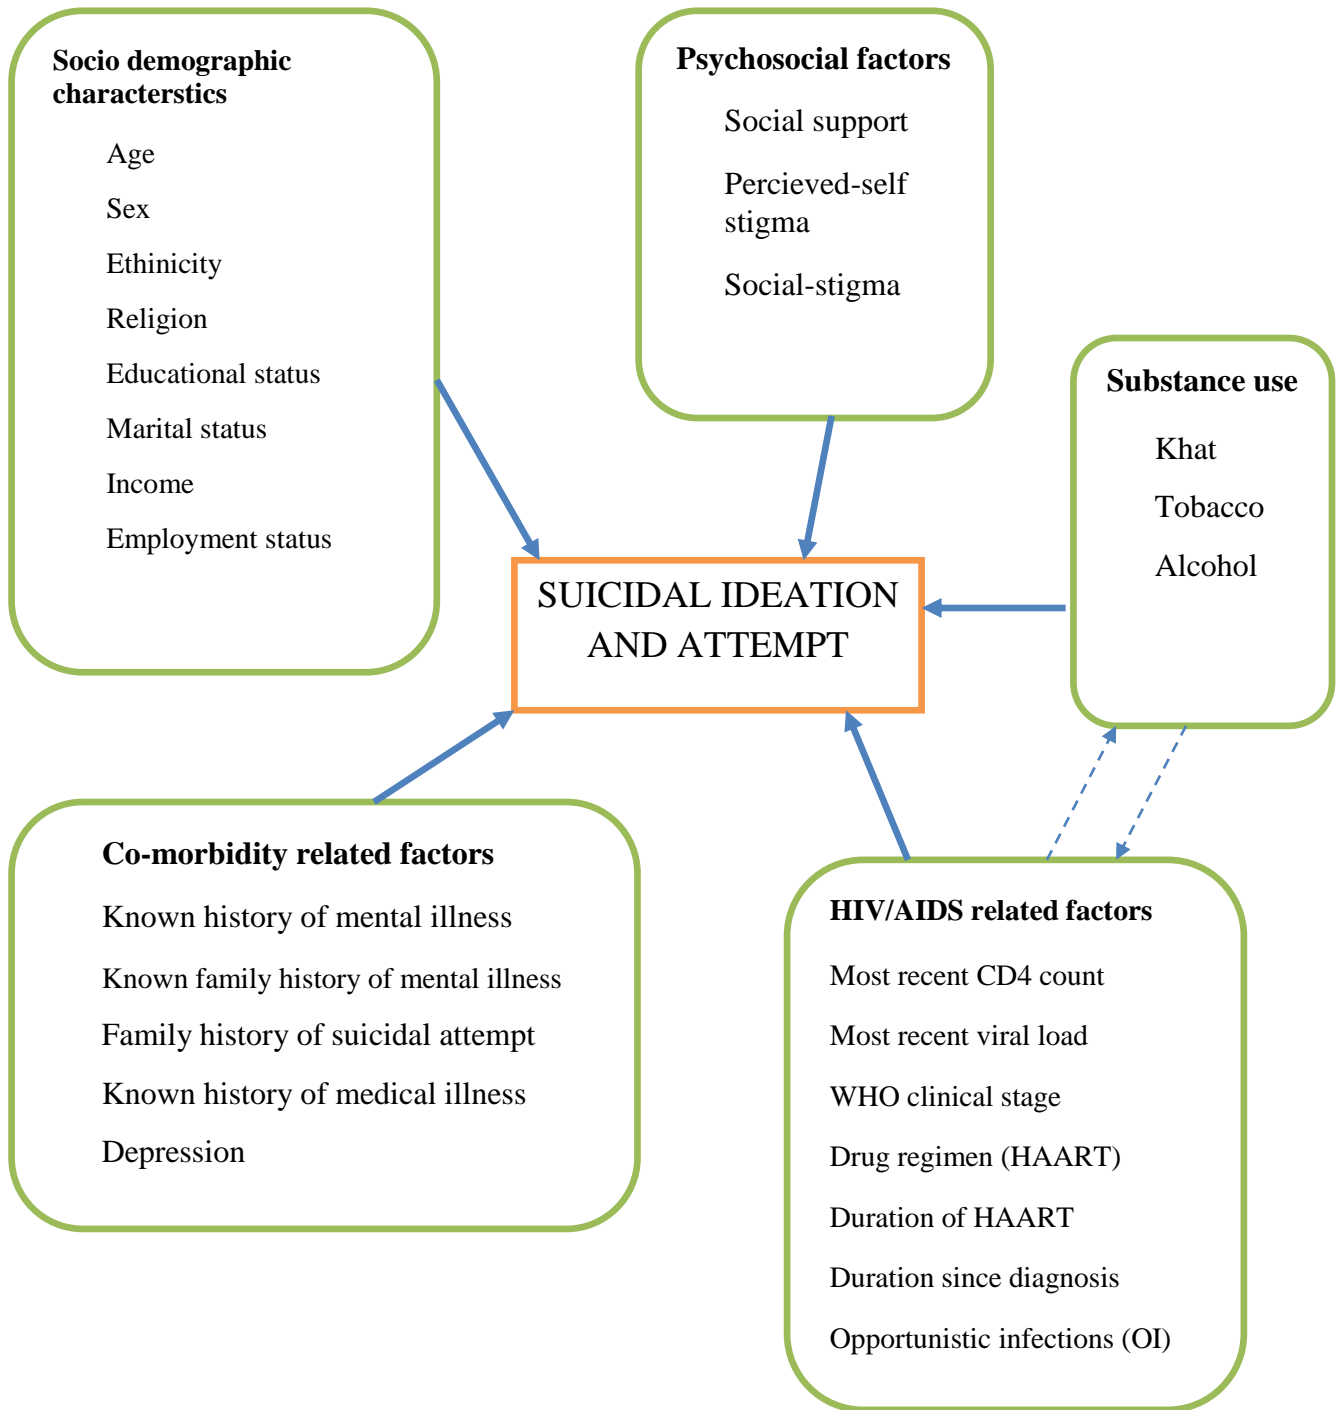 Socio demographic
characterstics
Age
Sex
Ethinicity
Religion
Educational status
Marital status
Income
Employment status
Psychosocial factors
Social support
Percieved-self
stigma
Social-stigma
Substance use
Khat
Tobacco
Alcohol
SUICIDAL IDEATION
AND ATTEMPT
Co-morbidity related factors
Known history of mental illness
Known family history of mental illness
Family history of suicidal attempt
Known history of medical illness
Depression
HIV/AIDS related factors
Most recent CD4 count
Most recent viral load
WHO clinical stage
Drug regimen (HAART)
Duration of HAART
Duration since diagnosis
Opportunistic infections (OI)